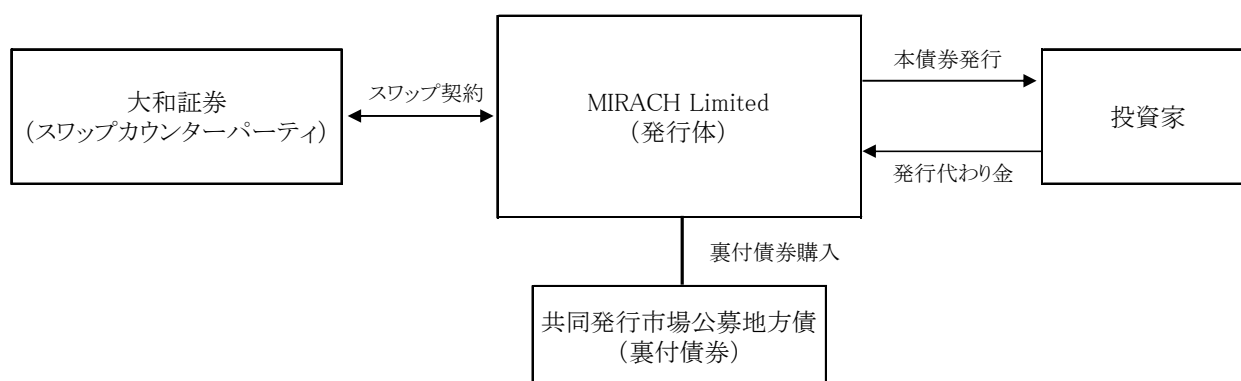 大和証券
（スワップカウンターパーティ）
スワップ契約
MIRACH Limited
（発行体）
本債券発行
発行代わり金
投資家
裏付債券購入
共同発行市場公募地方債
（裏付債券）